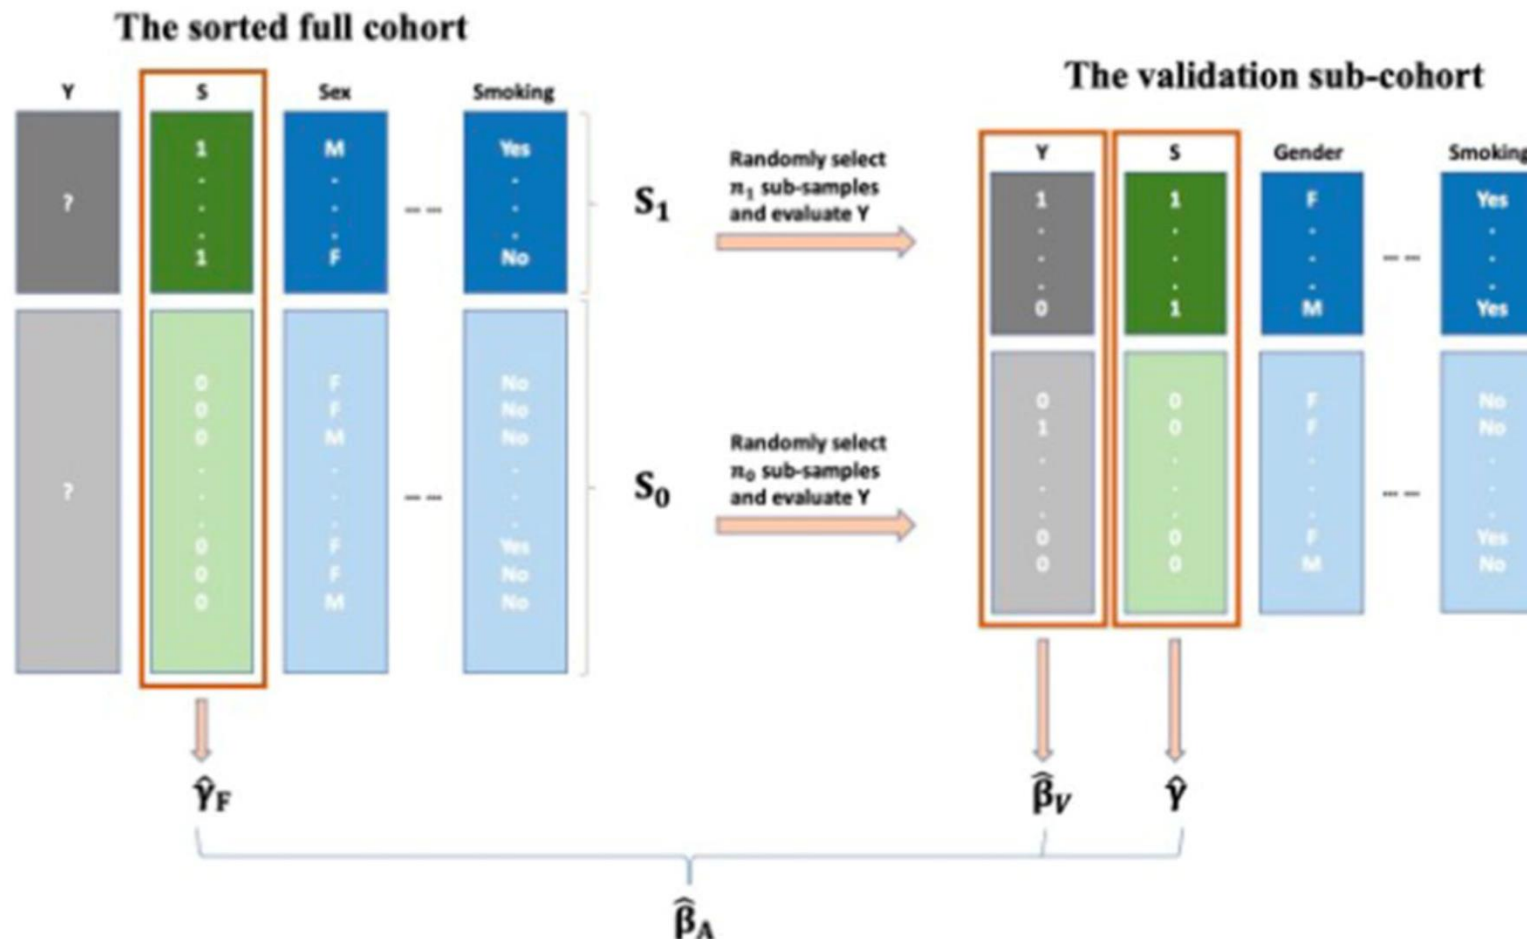 The sorted full cohort
Y S Sex Smoking
? 1 M Yes
. . .
. . .
. . .
1 F No
S₁
? 0 F No
0 F No
0 M No
. . .
. . .
. . .
0 F Yes
0 F No
0 M No
S₀
Randomly select
n₁ sub-samples
and evaluate Y
Randomly select
n₀ sub-samples
and evaluate Y
The validation sub-cohort
Y S Gender Smoking
1 1 F Yes
. . . .
. . . .
. . . .
0 1 M Yes
0 0 F No
1 0 F No
. . . .
. . . .
. . . .
0 0 F Yes
0 0 M No
γ̂F
β̂V γ̂
β̂A